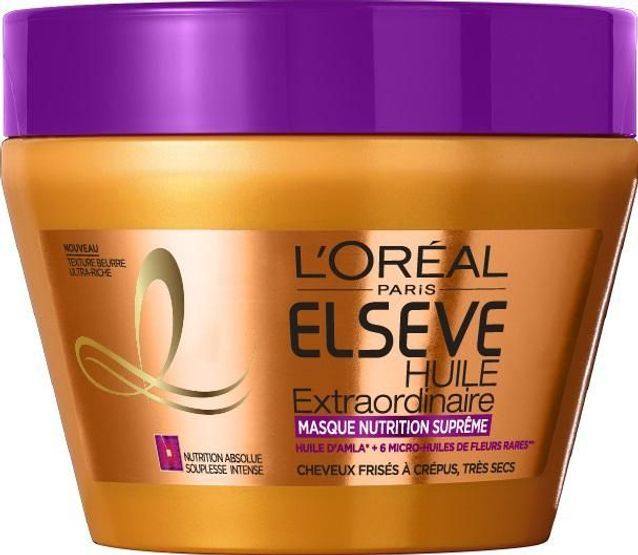 NOUVEAU
TEXTURE BEURRE
ULTRA-RICHE
L'ORÉAL
PARIS
ELSEVE
HUILE
Extraordinaire
MASQUE NUTRITION SUPRÊME
HUILE D'AMLA* + 6 MICRO-HUILES DE FLEURS RARES**
NUTRITION ABSOLUE
SOUPLESSE INTENSE
CHEVEUX FRISÉS À CRÉPUS, TRÈS SECS